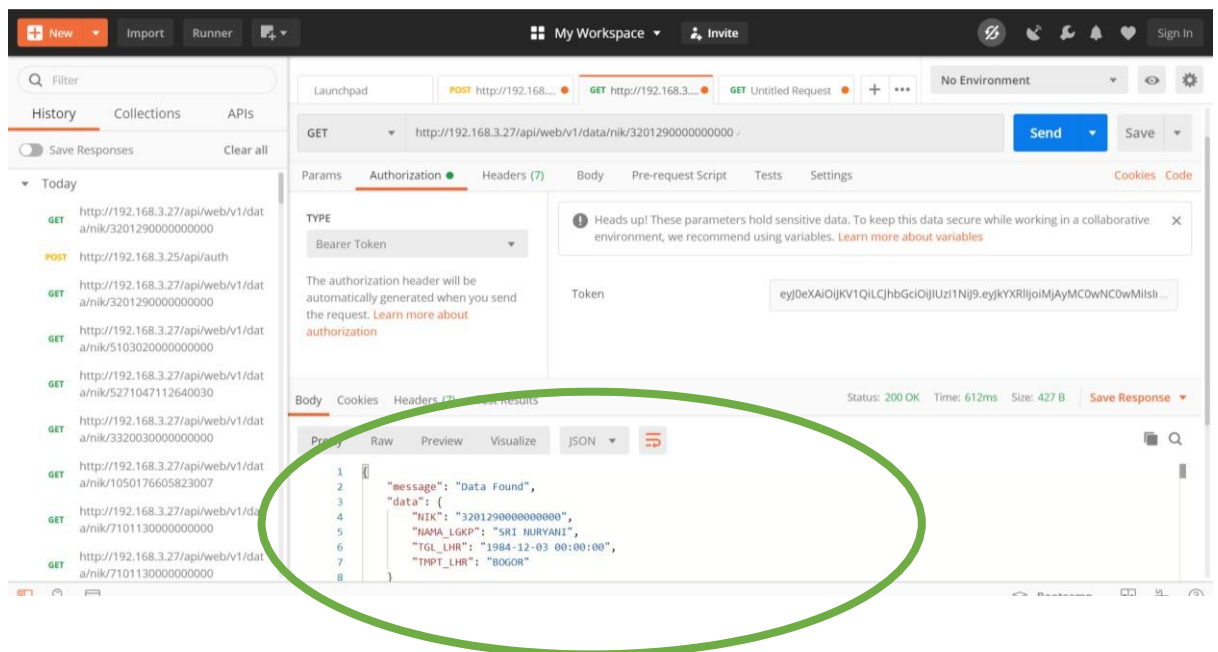 New Import Runner My Workspace Invite Sign In
Filter
History Collections APIs
Save Responses Clear all
Today
GET http://192.168.3.27/api/web/v1/dat
a/nik/3201290000000000
POST http://192.168.3.25/api/auth
GET http://192.168.3.27/api/web/v1/dat
a/nik/3201290000000000
GET http://192.168.3.27/api/web/v1/dat
a/nik/5103020000000000
GET http://192.168.3.27/api/web/v1/dat
a/nik/5271047112640030
GET http://192.168.3.27/api/web/v1/dat
a/nik/3320030000000000
GET http://192.168.3.27/api/web/v1/dat
a/nik/1050176605823007
GET http://192.168.3.27/api/web/v1/da
a/nik/7101130000000000
GET http://192.168.3.27/api/web/v1/dat
a/nik/7101130000000000
Launchpad POST http://192.168.... GET http://192.168.3.... GET Untitled Request + ••• No Environment
GET http://192.168.3.27/api/web/v1/data/nik/3201290000000000 Send Save
Params Authorization Headers (7) Body Pre-request Script Tests Settings Cookies Code
TYPE
Bearer Token
The authorization header will be
automatically generated when you send
the request. Learn more about
authorization
Heads up! These parameters hold sensitive data. To keep this data secure while working in a collaborative
environment, we recommend using variables. Learn more about variables
Token
Body Cookies Headers Results Status: 200 OK Time: 612ms Size: 427 B Save Response
Pretty Raw Preview Visualize JSON
1 {
2 "message": "Data Found",
3 "data": {
4 "NIK": "3201290000000000",
5 "NAMA_LGKP": "SRI NURYANI",
6 "TGL_LHR": "1984-12-03 00:00:00",
7 "TMPT_LHR": "BOGOR"
8 }